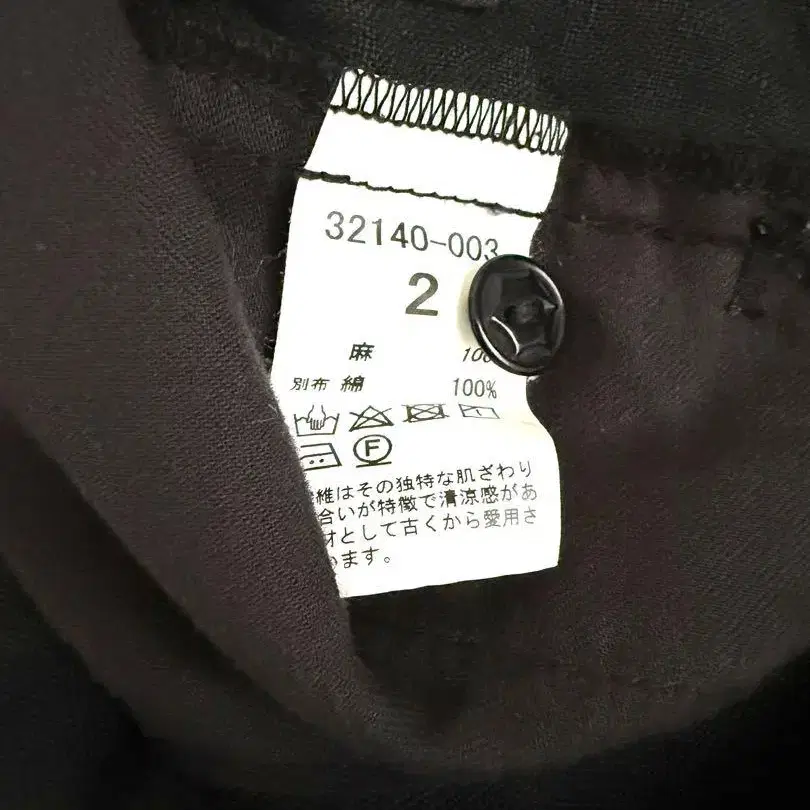 32140-003
2
麻 100
別布 綿 100%
F
維はその独特な肌ざわり
合いが特徴で清涼感があ
材として古くから愛用さ
ます。